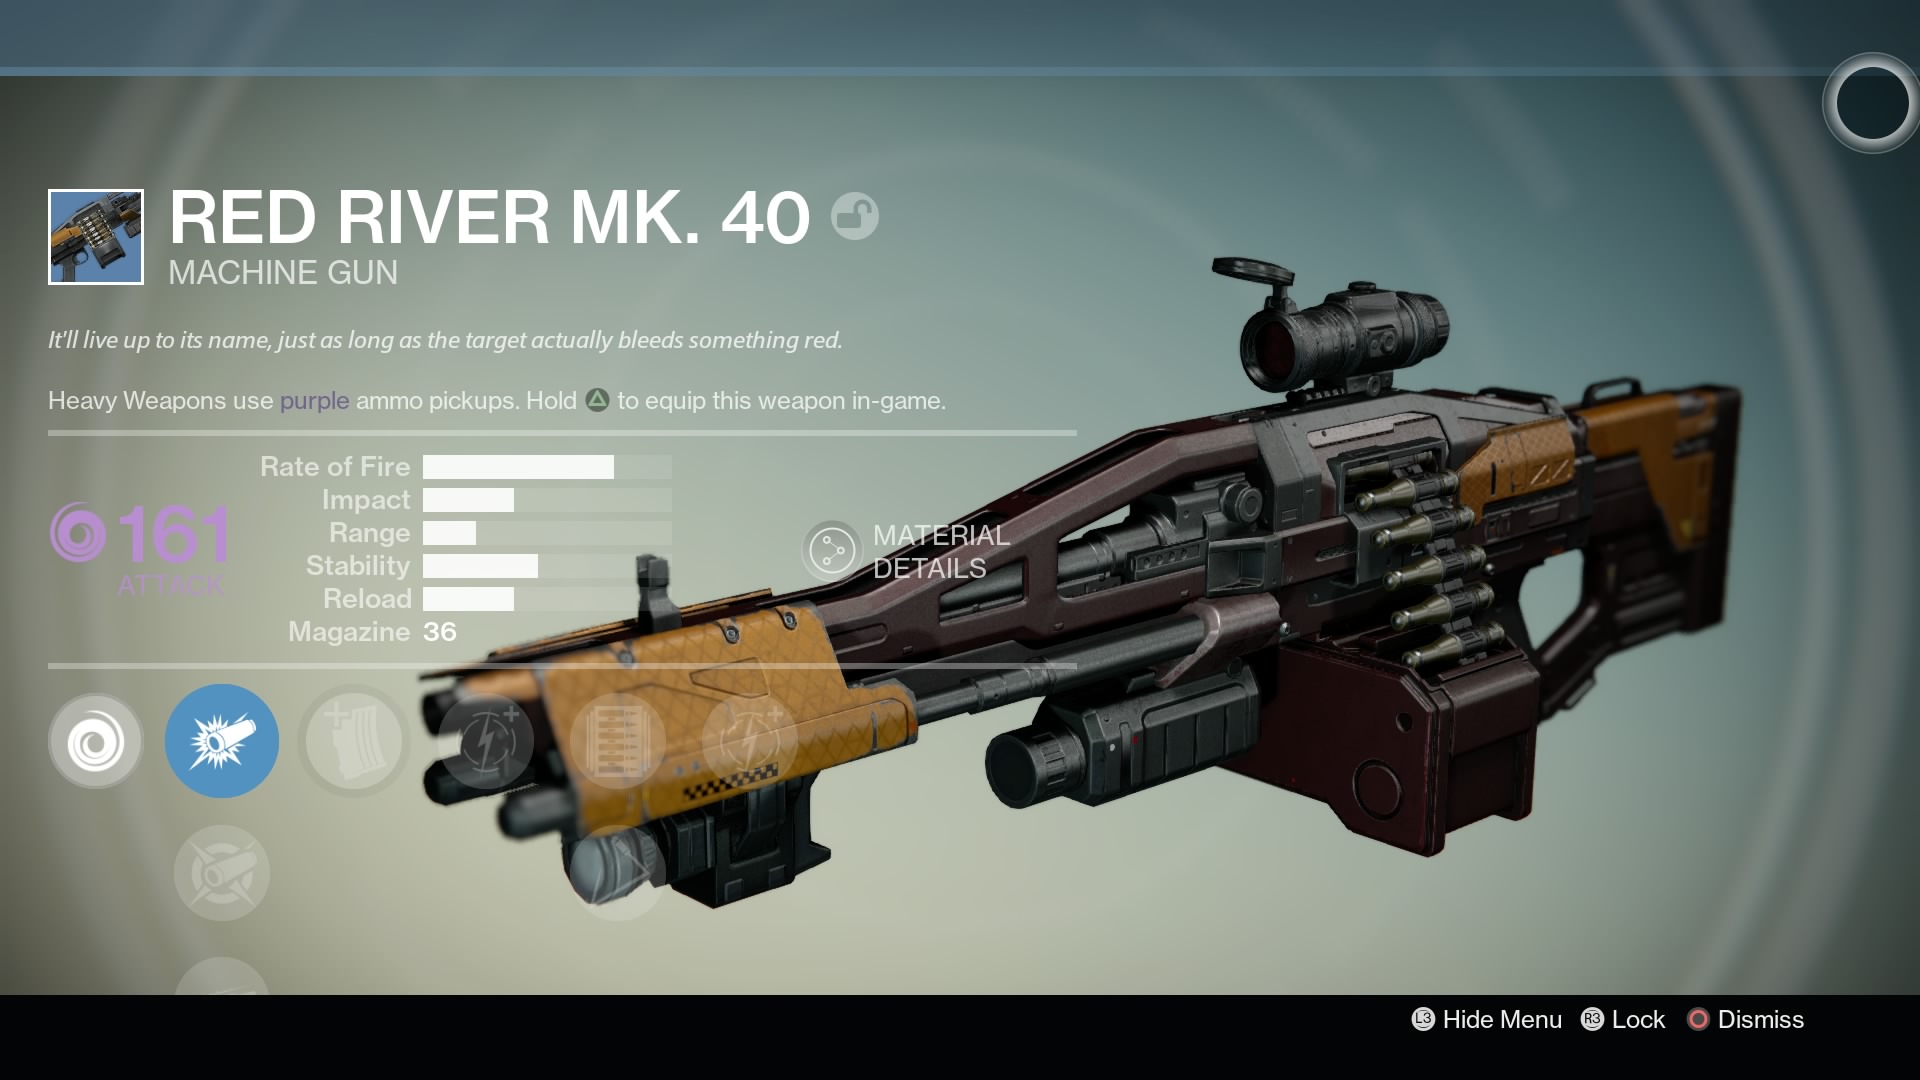 RED RIVER MK. 40
MACHINE GUN
It'll live up to its name, just as long as the target actually bleeds something red.
Heavy Weapons use purple ammo pickups. Hold to equip this weapon in-game.
161
ATTACK
Rate of Fire
Impact
Range
Stability
Reload
Magazine 36
MATERIAL
DETAILS
L3 Hide Menu R3 Lock Dismiss